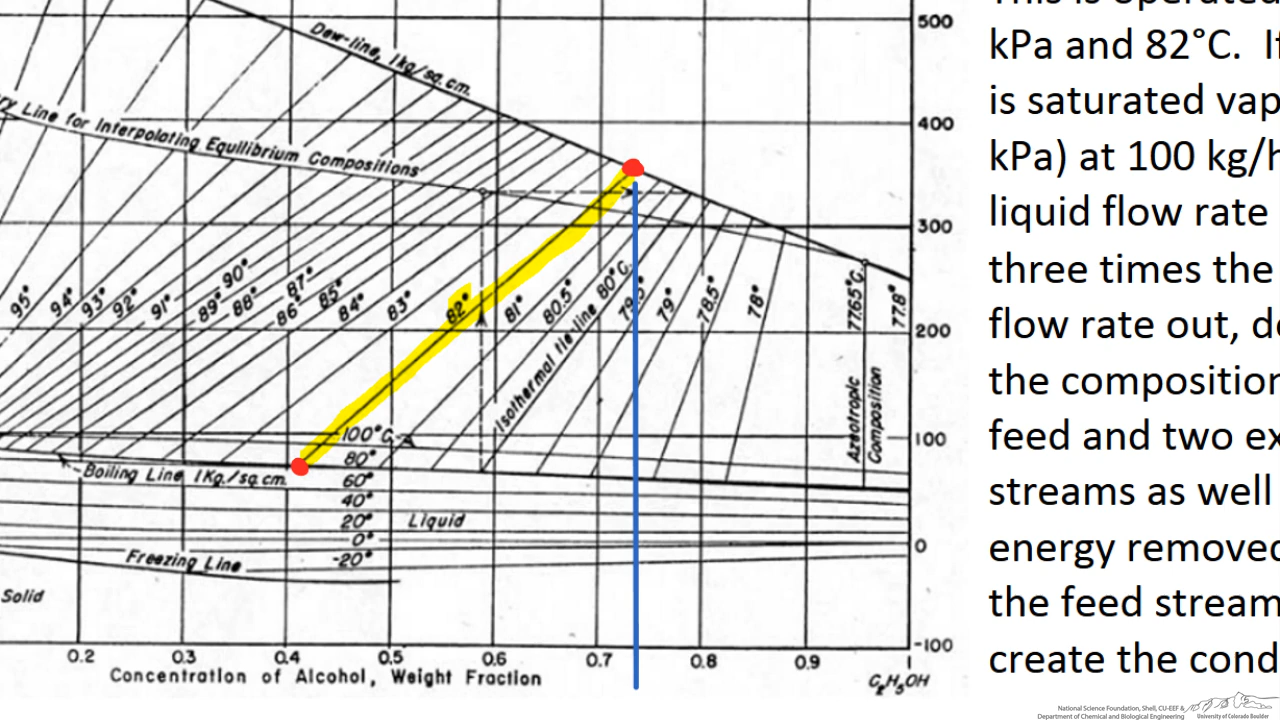 500
Dew-line, 1kg/sq.cm.
ry Line for Interpolating Equilibrium Compositions
400
300
95° 94° 93° 92° 91° 90° 89° 88° 87° 86° 85° 84° 83° 82° 81° 80.5° 79° 78.5° 78° 77.65°C. 77.8°
Isothermal tie-line 80°C.
200
Azeotropic
Composition
100
100°C.
80°
Boiling Line 1Kg./sq.cm.
60°
40°
20°
Liquid
0°
0
Freezing Line
-20°
Solid
-100
0.2 0.3 0.4 0.5 0.6 0.7 0.8 0.9 1
Concentration of Alcohol, Weight Fraction
C₂H₅OH
kPa and 82°C. If
is saturated vap
kPa) at 100 kg/h
liquid flow rate
three times the
flow rate out, de
the composition
feed and two ex
streams as well
energy removed
the feed stream
create the cond
National Science Foundation, Shell, CU-EEF &
Department of Chemical and Biological Engineering
University of Colorado Boulder